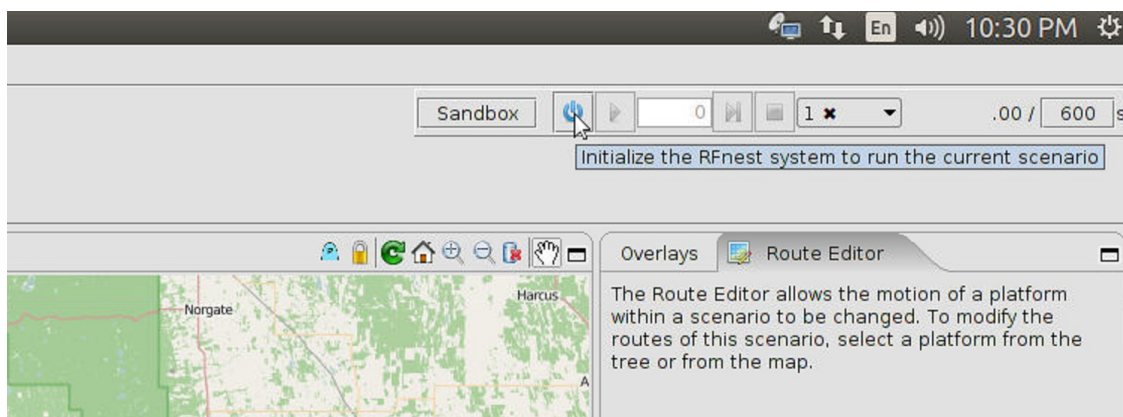 En 10:30 PM
Sandbox 0 1 × .00 / 600 s
Initialize the RFnest system to run the current scenario
Overlays Route Editor
Norgate
Harcus
A
The Route Editor allows the motion of a platform
within a scenario to be changed. To modify the
routes of this scenario, select a platform from the
tree or from the map.